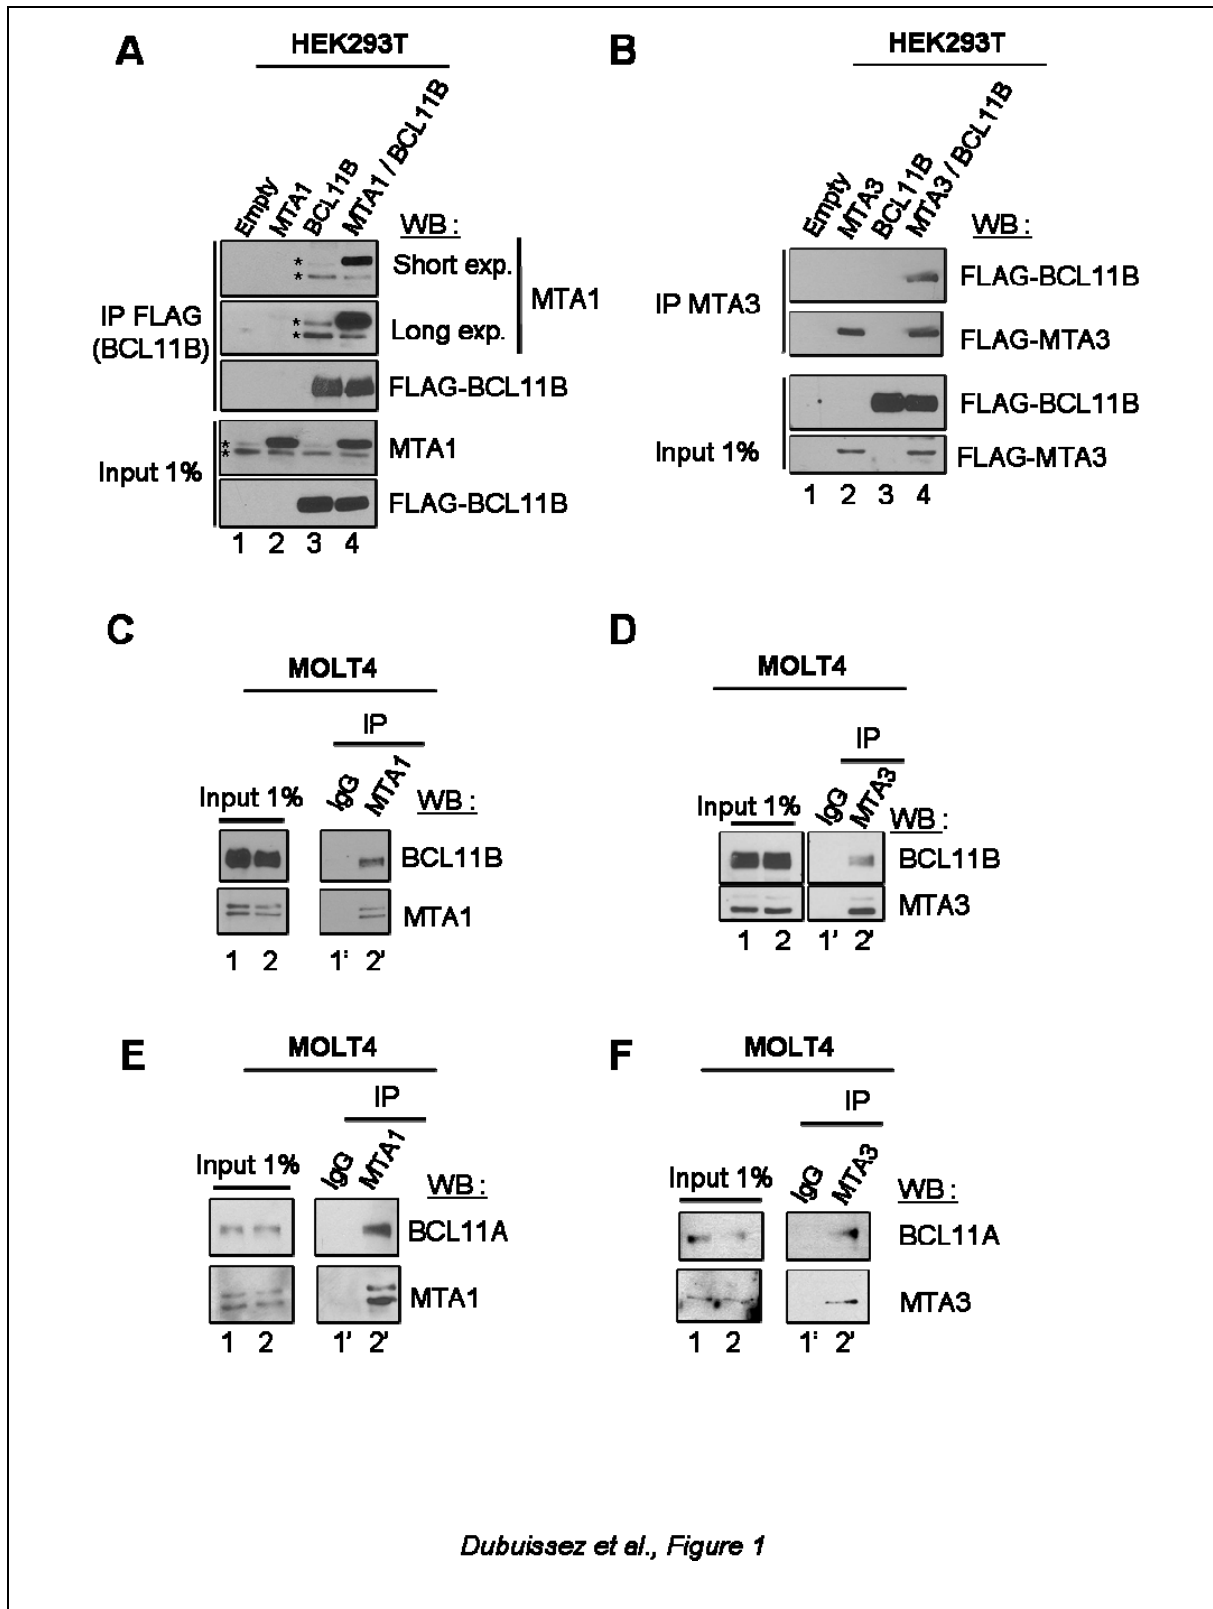 A
HEK293T
Empty
MTA1
BCL11B
MTA1 / BCL11B
WB :
* Short exp.
*
MTA1
IP FLAG
(BCL11B)
* Long exp.
*
FLAG-BCL11B
Input 1%
* MTA1
*
FLAG-BCL11B
1 2 3 4
B
HEK293T
Empty
MTA3
BCL11B
MTA3 / BCL11B
WB :
IP MTA3
FLAG-BCL11B
FLAG-MTA3
Input 1%
FLAG-BCL11B
FLAG-MTA3
1 2 3 4
C
MOLT4
IP
Input 1% IgG MTA1 WB :
BCL11B
MTA1
1 2 1' 2'
D
MOLT4
IP
Input 1% IgG MTA3 WB :
BCL11B
MTA3
1 2 1' 2'
E
MOLT4
IP
Input 1% IgG MTA1 WB :
BCL11A
MTA1
1 2 1' 2'
F
MOLT4
IP
Input 1% IgG MTA3 WB :
BCL11A
MTA3
1 2 1' 2'
Dubuissez et al., Figure 1